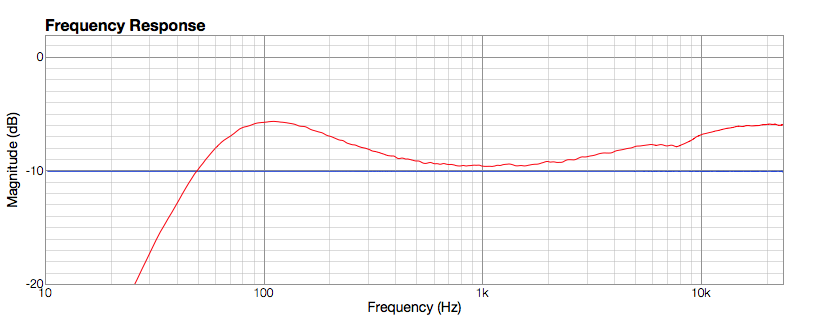 Frequency Response
0
-10
-20
Magnitude (dB)
10
100
1k
10k
Frequency (Hz)